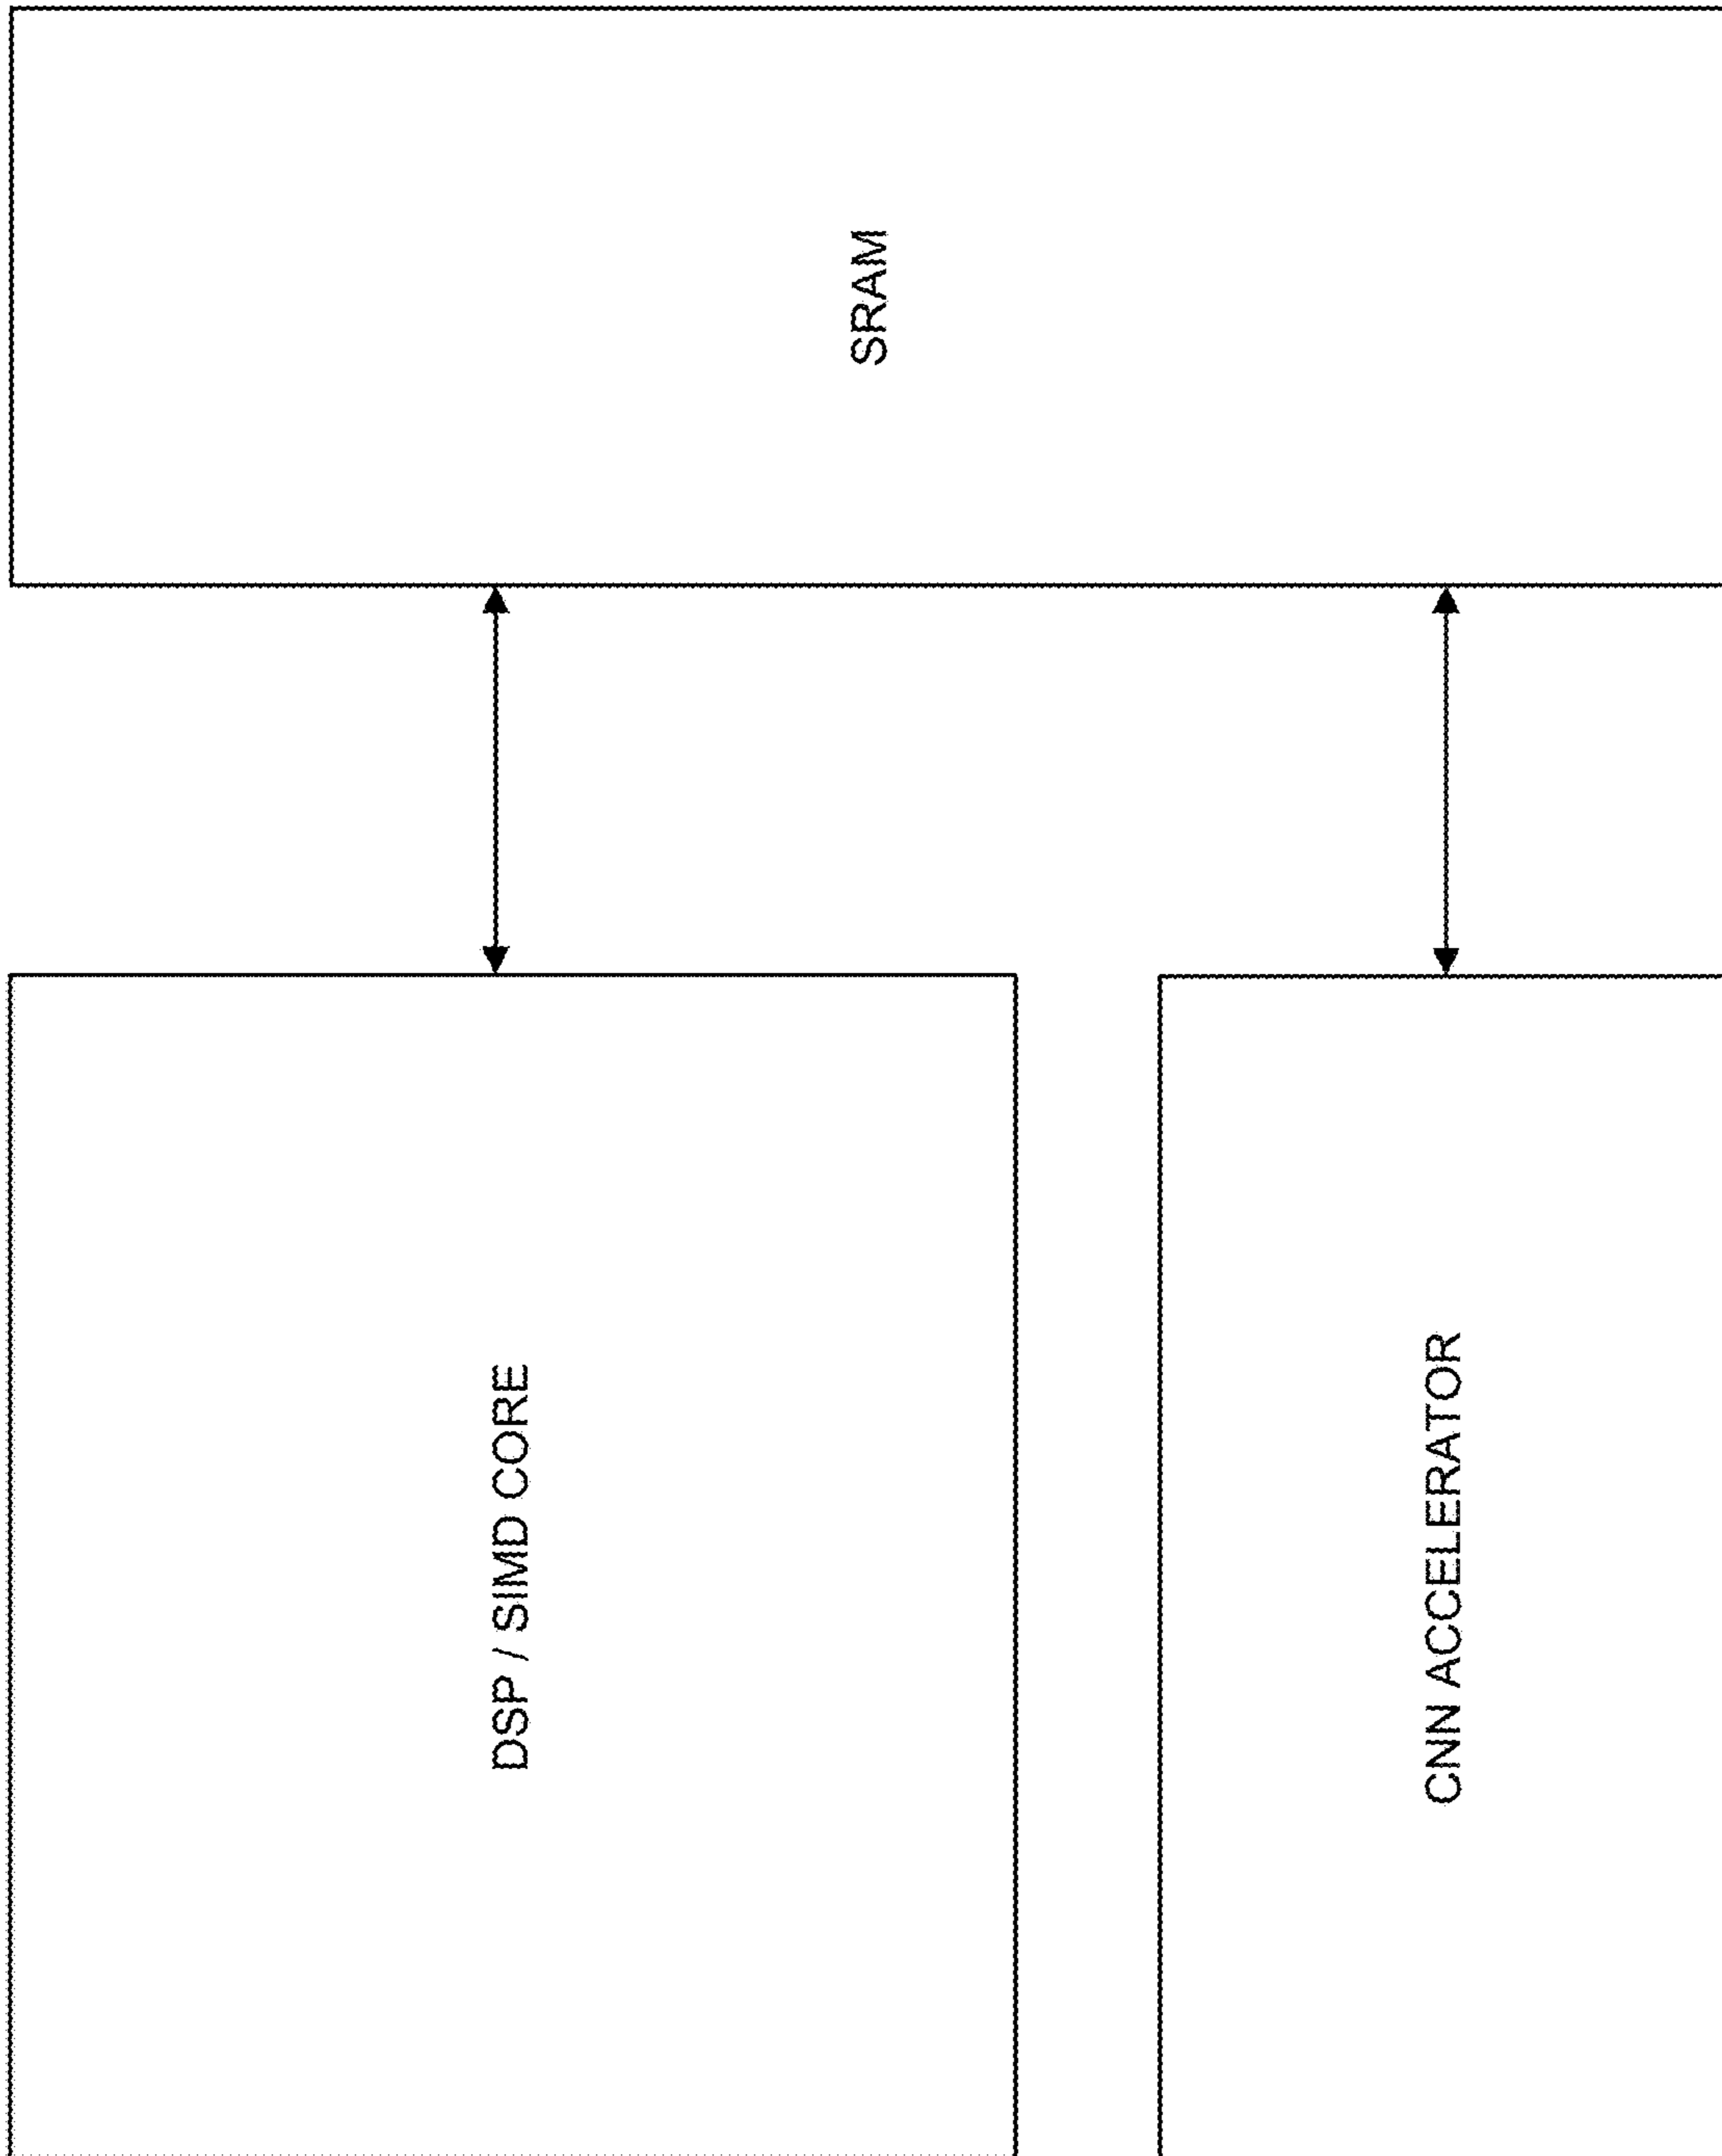 DSP / SIMD CORE
CNN ACCELERATOR
SRAM